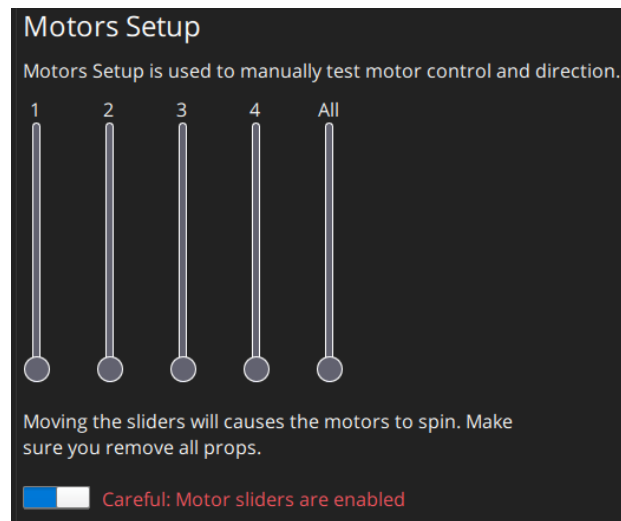 Motors Setup
Motors Setup is used to manually test motor control and direction.
1 2 3 4 All
Moving the sliders will causes the motors to spin. Make
sure you remove all props.
Careful: Motor sliders are enabled